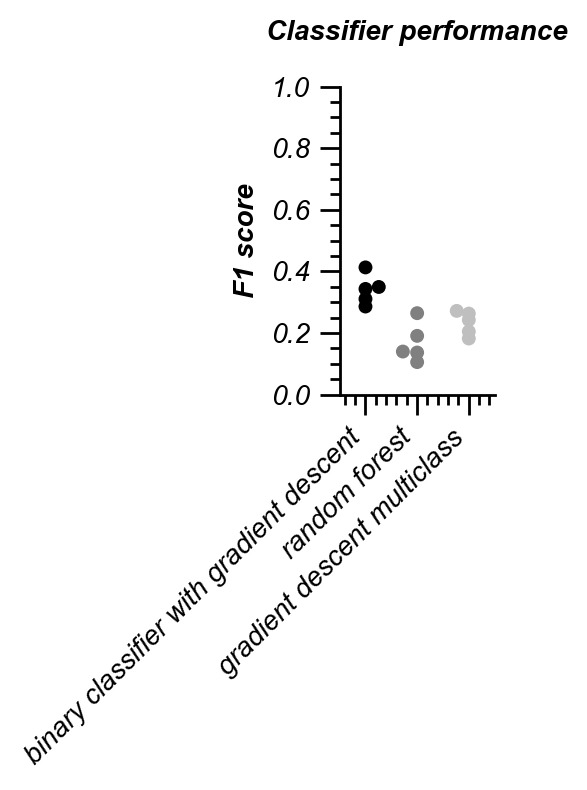 Classifier performance
1.0
0.8
0.6
0.4
0.2
0.0
F1 score
binary classifier with gradient descent
random forest
gradient descent multiclass